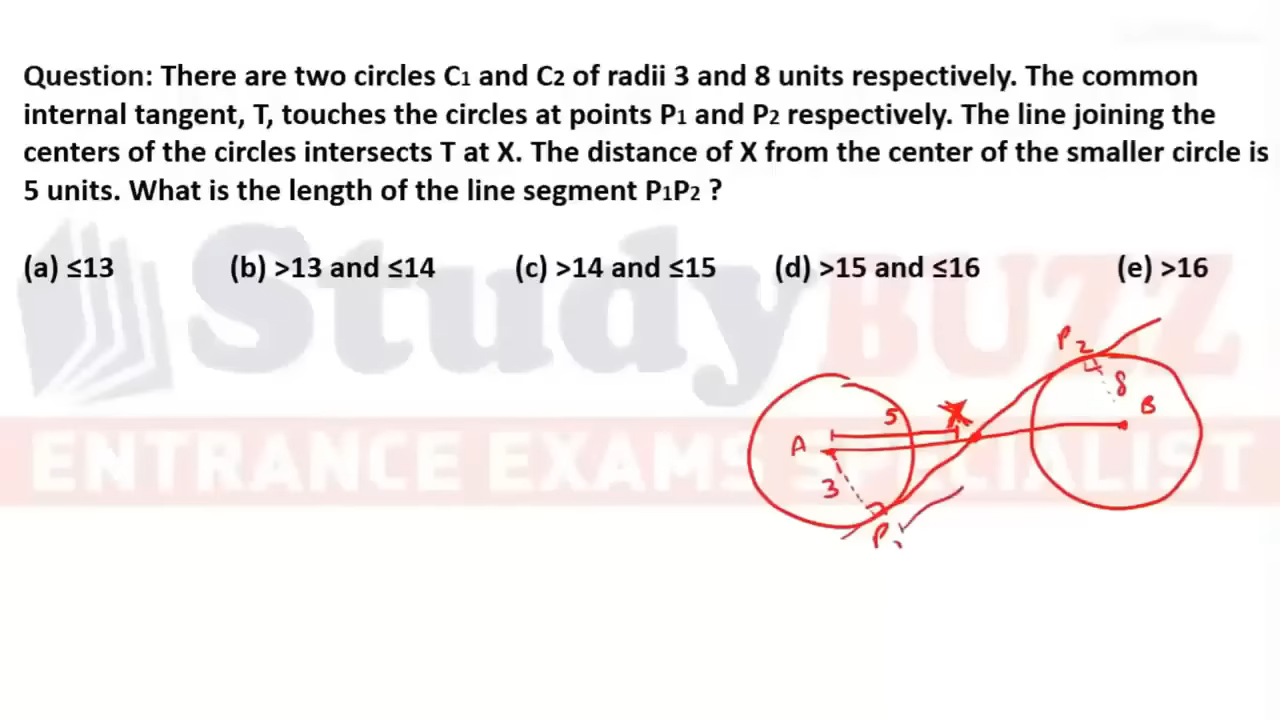 Question: There are two circles C1 and C2 of radii 3 and 8 units respectively. The common
internal tangent, T, touches the circles at points P1 and P2 respectively. The line joining the
centers of the circles intersects T at X. The distance of X from the center of the smaller circle is
5 units. What is the length of the line segment P1P2 ?
(a) ≤13 (b) >13 and ≤14 (c) >14 and ≤15 (d) >15 and ≤16 (e) >16
StudyBUZZ
ENTRANCE EXAMS SPECIALIST
P2
8
B
5
X
A
3
P